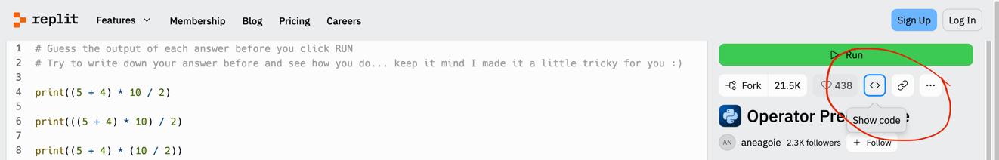 replit Features Membership Blog Pricing Careers Sign Up Log In
1 # Guess the output of each answer before you click RUN
2 # Try to write down your answer before and see how you do... keep it mind I made it a little tricky for you :)
3
4 print((5 + 4) * 10 / 2)
5
6 print(((5 + 4) * 10) / 2)
7
8 print((5 + 4) * (10 / 2))
Run
Fork 21.5K 438 <> ...
Operator Pre e
Show code
AN aneagoie 2.3K followers + Follow